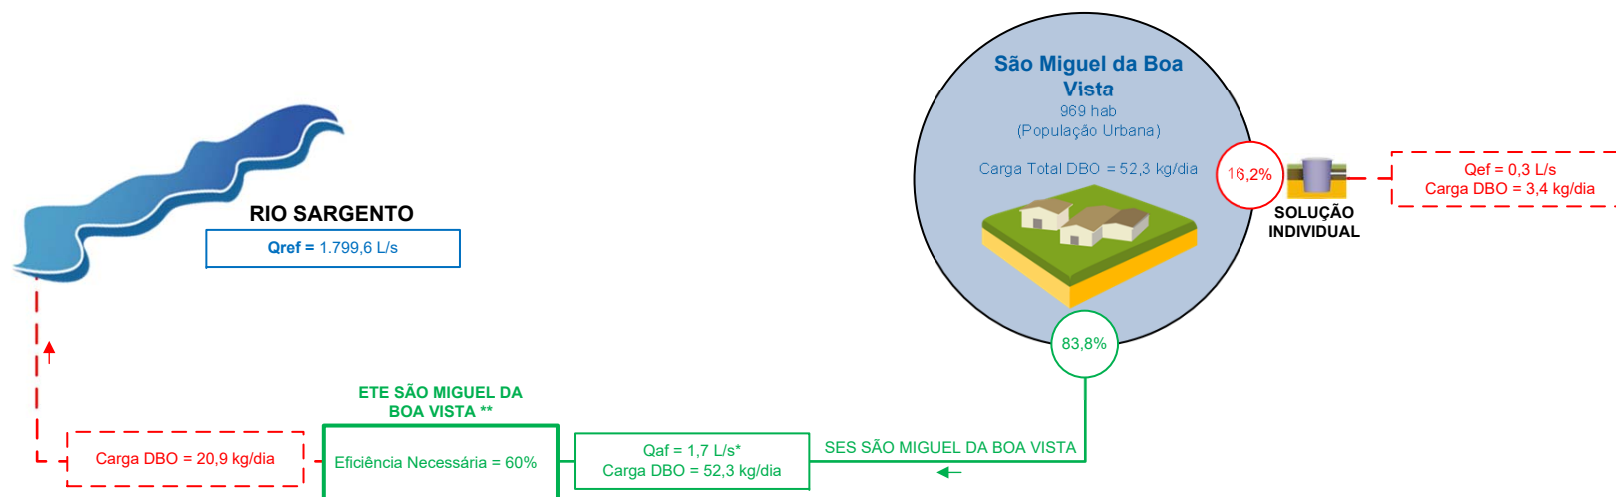 São Miguel da Boa
Vista
969 hab
(População Urbana)
Carga Total DBO = 52,3 kg/dia
16,2%
SOLUÇÃO
INDIVIDUAL
Qef = 0,3 L/s
Carga DBO = 3,4 kg/dia
RIO SARGENTO
Qref = 1.799,6 L/s
83,8%
ETE SÃO MIGUEL DA
BOA VISTA **
Carga DBO = 20,9 kg/dia
Eficiência Necessária = 60%
Qaf = 1,7 L/s*
Carga DBO = 52,3 kg/dia
SES SÃO MIGUEL DA BOA VISTA